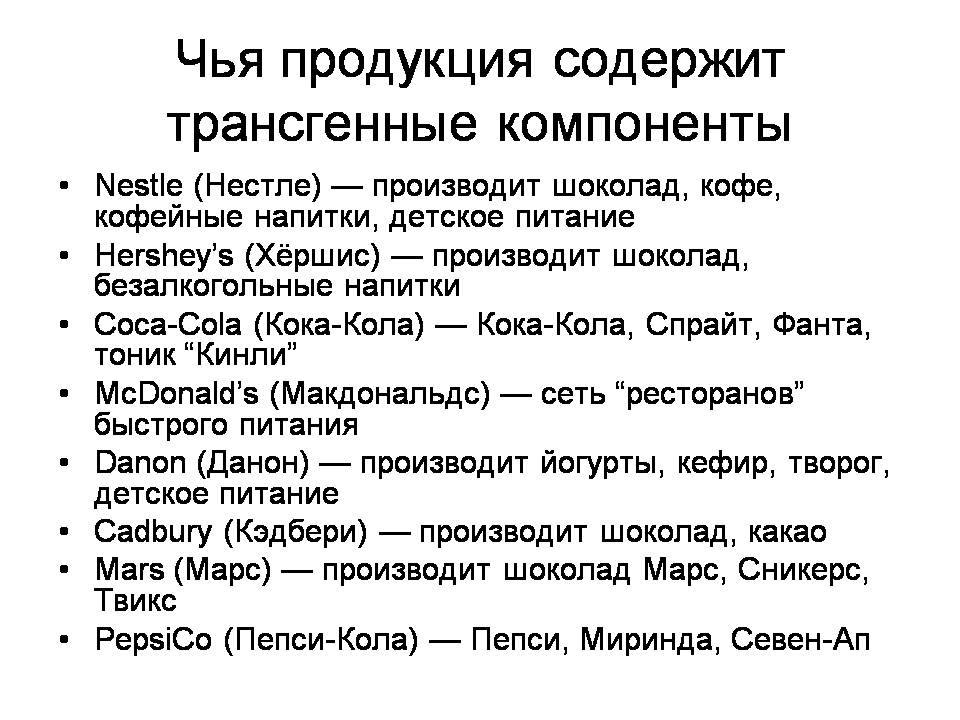 Чья продукция содержит
трансгенные компоненты
• Nestle (Нестле) — производит шоколад, кофе,
кофейные напитки, детское питание
• Hershey’s (Хёршис) — производит шоколад,
безалкогольные напитки
• Coca-Cola (Кока-Кола) — Кока-Кола, Спрайт, Фанта,
тоник “Кинли”
• McDonald’s (Макдональдс) — сеть “ресторанов”
быстрого питания
• Danon (Данон) — производит йогурты, кефир, творог,
детское питание
• Cadbury (Кэдбери) — производит шоколад, какао
• Mars (Марс) — производит шоколад Марс, Сникерс,
Твикс
• PepsiCo (Пепси-Кола) — Пепси, Миринда, Севен-Ап